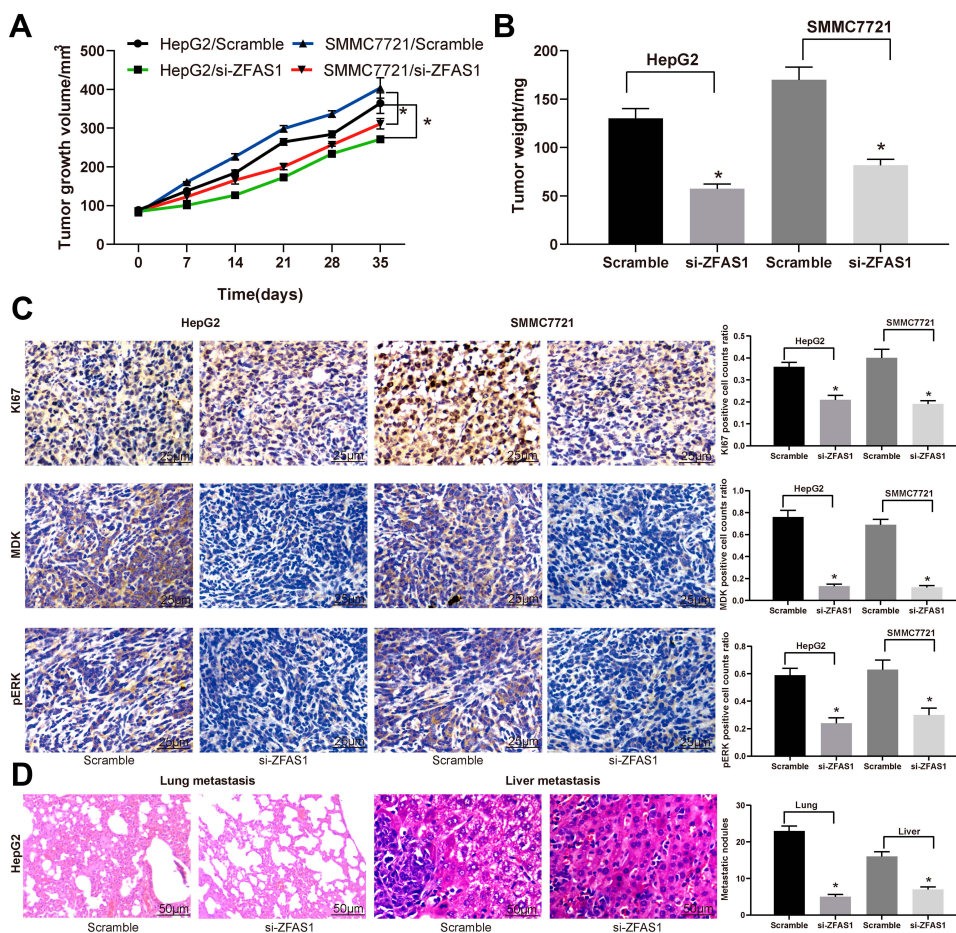 A
Tumor growth volume/mm³
500
400
300
200
100
0
HepG2/Scramble
SMMC7721/Scramble
HepG2/si-ZFAS1
SMMC7721/si-ZFAS1
*
*
0 7 14 21 28 35
Time(days)
B
Tumor weight/mg
200
150
100
50
0
HepG2
SMMC7721
*
*
Scramble si-ZFAS1 Scramble si-ZFAS1
C
HepG2 SMMC7721
KI67
25μm 25μm 25μm 25μm
KI67 positive cell counts ratio
0.6
0.4
0.2
0.0
HepG2
SMMC7721
*
*
Scramble si-ZFAS1 Scramble si-ZFAS1
MDK
25μm 25μm 25μm 25μm
MDK positive cell counts ratio
1.0
0.8
0.6
0.4
0.2
0.0
HepG2
SMMC7721
*
*
Scramble si-ZFAS1 Scramble si-ZFAS1
pERK
25μm 25μm 25μm 25μm
Scramble si-ZFAS1 Scramble si-ZFAS1
pERK positive cell counts ratio
0.8
0.6
0.4
0.2
0.0
HepG2
SMMC7721
*
*
Scramble si-ZFAS1 Scramble si-ZFAS1
D
Lung metastasis Liver metastasis
HepG2
50μm 50μm 50μm 50μm
Scramble si-ZFAS1 Scramble si-ZFAS1
Metastatic nodules
30
20
10
0
Lung
Liver
*
*
Scramble si-ZFAS1 Scramble si-ZFAS1